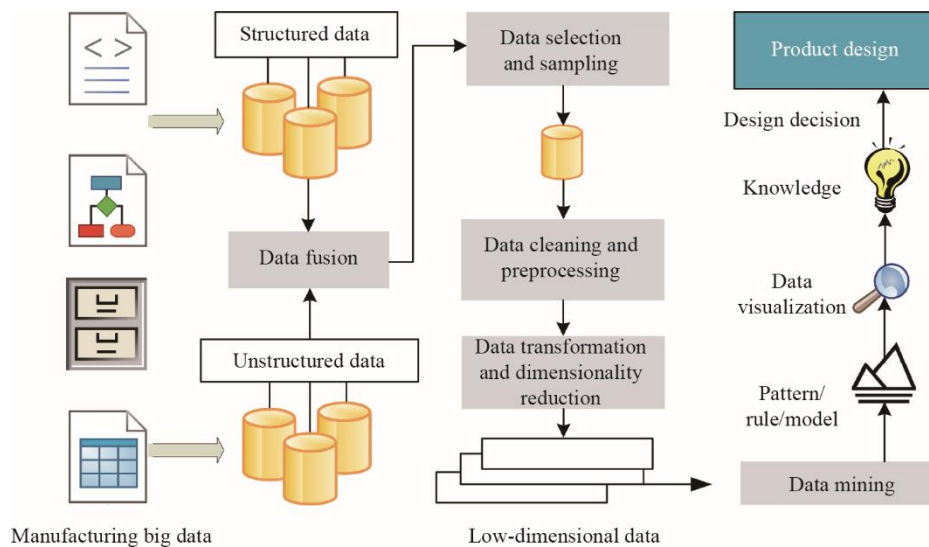 Structured data
Data fusion
Unstructured data
Manufacturing big data
Data selection
and sampling
Data cleaning and
preprocessing
Data transformation
and dimensionality
reduction
Low-dimensional data
Product design
Design decision
Knowledge
Data
visualization
Pattern/
rule/model
Data mining